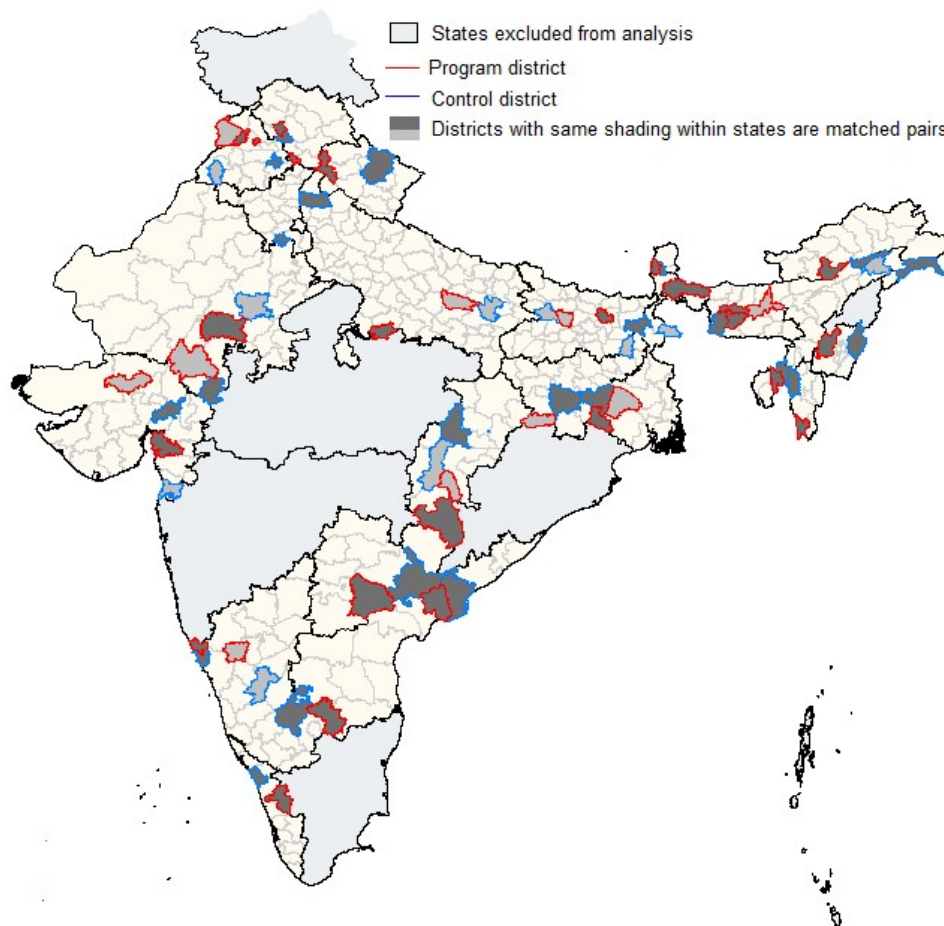 States excluded from analysis
Program district
Control district
Districts with same shading within states are matched pairs